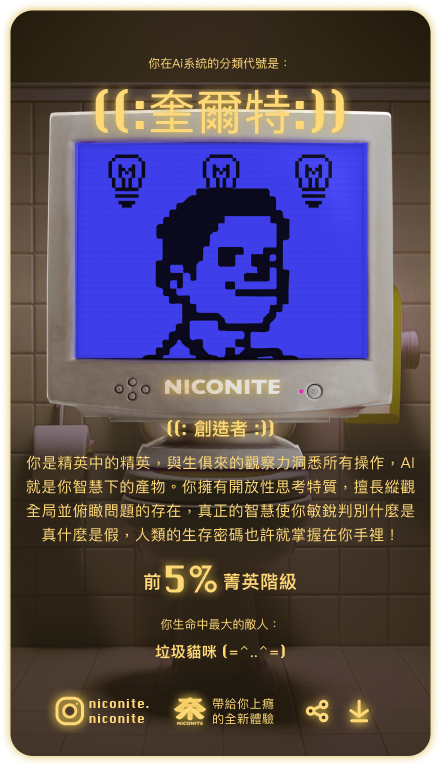 你在AI系統的分類代號是：
((:奎爾特:))
NICONITE
((: 創造者 :))
你是精英中的精英，與生俱來的觀察力洞悉所有操作，AI
就是你智慧下的產物。你擁有開放性思考特質，擅長縱觀
全局並俯瞰問題的存在，真正的智慧使你敏銳判別什麼是
真什麼是假，人類的生存密碼也許就掌握在你手裡！
前5%菁英階級
你生命中最大的敵人：
垃圾貓咪 (=^..^=)
niconite.
niconite
奈
NICONITE
帶給你上癮
的全新體驗